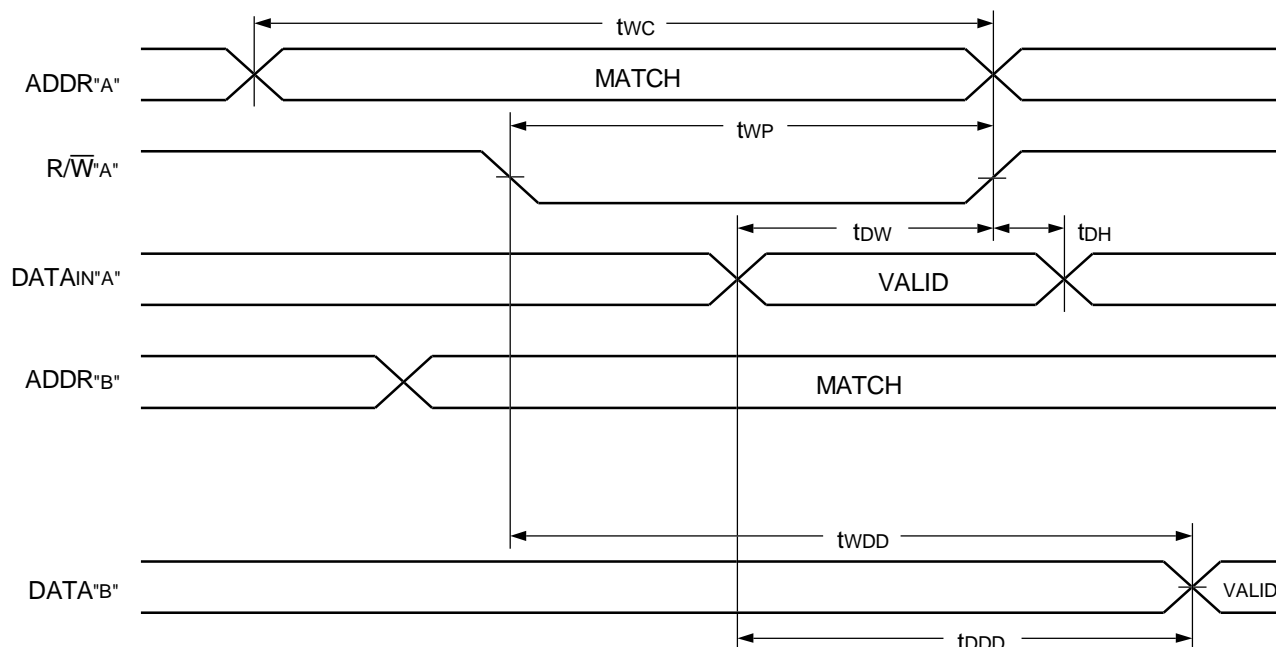 tWC
ADDR"A"
MATCH
tWP
R/W̅"A"
tDW
tDH
DATAIN"A"
VALID
ADDR"B"
MATCH
tWDD
DATA"B"
VALID
tDDD